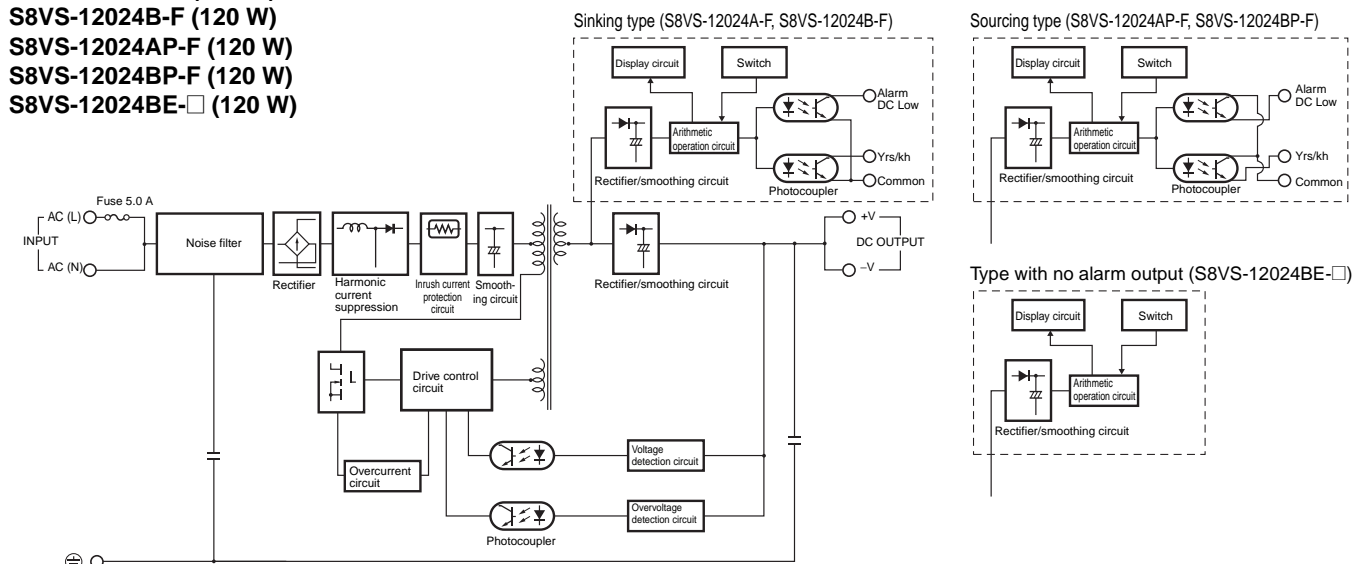 S8VS-12024B-F (120 W)
S8VS-12024AP-F (120 W)
S8VS-12024BP-F (120 W)
S8VS-12024BE-□ (120 W)
Sinking type (S8VS-12024A-F, S8VS-12024B-F)
Display circuit
Switch
Arithmetic
operation circuit
Rectifier/smoothing circuit
Photocoupler
Alarm
DC Low
Yrs/kh
Common
Sourcing type (S8VS-12024AP-F, S8VS-12024BP-F)
Display circuit
Switch
Arithmetic
operation circuit
Rectifier/smoothing circuit
Photocoupler
Alarm
DC Low
Yrs/kh
Common
Fuse 5.0 A
AC (L)
INPUT
AC (N)
Noise filter
Rectifier
Harmonic
current
suppression
Inrush current
protection
circuit
Smooth-
ing circuit
Rectifier/smoothing circuit
+V
DC OUTPUT
−V
Drive control
circuit
Overcurrent
circuit
Voltage
detection circuit
Overvoltage
detection circuit
Photocoupler
Type with no alarm output (S8VS-12024BE-□)
Display circuit
Switch
Arithmetic
operation circuit
Rectifier/smoothing circuit